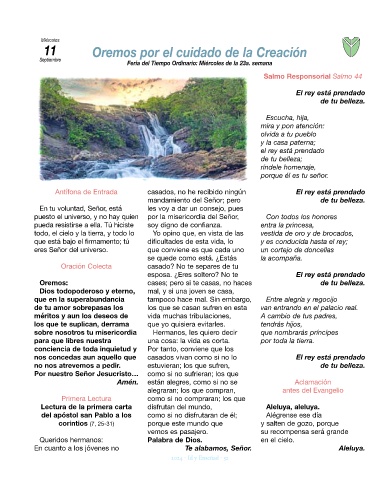 Miércoles
11
Septiembre
Oremos por el cuidado de la Creación
Feria del Tiempo Ordinario: Miércoles de la 23a. semana
Antífona de Entrada
En tu voluntad, Señor, está
puesto el universo, y no hay quien
pueda resistirse a ella. Tú hiciste
todo, el cielo y la tierra, y todo lo
que está bajo el firmamento; tú
eres Señor del universo.
Oración Colecta
Oremos:
Dios todopoderoso y eterno,
que en la superabundancia
de tu amor sobrepasas los
méritos y aun los deseos de
los que te suplican, derrama
sobre nosotros tu misericordia
para que libres nuestra
conciencia de toda inquietud y
nos concedas aun aquello que
no nos atrevemos a pedir.
Por nuestro Señor Jesucristo...
Amén.
Primera Lectura
Lectura de la primera carta
del apóstol san Pablo a los
corintios (7, 25-31)
Queridos hermanos:
En cuanto a los jóvenes no
casados, no he recibido ningún
mandamiento del Señor; pero
les voy a dar un consejo, pues
por la misericordia del Señor,
soy digno de confianza.
Yo opino que, en vista de las
dificultades de esta vida, lo
que conviene es que cada uno
se quede como está. ¿Estás
casado? No te separes de tu
esposa. ¿Eres soltero? No te
cases; pero si te casas, no haces
mal, y si una joven se casa,
tampoco hace mal. Sin embargo,
los que se casan sufren en esta
vida muchas tribulaciones,
que yo quisiera evitarles.
Hermanos, les quiero decir
una cosa: la vida es corta.
Por tanto, conviene que los
casados vivan como si no lo
estuvieran; los que sufren,
como si no sufrieran; los que
están alegres, como si no se
alegraran; los que compran,
como si no compraran; los que
disfrutan del mundo,
como si no disfrutaran de él;
porque este mundo que
vemos es pasajero.
Palabra de Dios.
Te alabamos, Señor.
Salmo Responsorial Salmo 44
El rey está prendado
de tu belleza.
Escucha, hija,
mira y pon atención:
olvida a tu pueblo
y la casa paterna;
el rey está prendado
de tu belleza;
ríndele homenaje,
porque él es tu señor.
El rey está prendado
de tu belleza.
Con todos los honores
entra la princesa,
vestida de oro y de brocados,
y es conducida hasta el rey;
un cortejo de doncellas
la acompaña.
El rey está prendado
de tu belleza.
Entre alegría y regocijo
van entrando en el palacio real.
A cambio de tus padres,
tendrás hijos,
que nombrarás príncipes
por toda la tierra.
El rey está prendado
de tu belleza.
Aclamación
antes del Evangelio
Aleluya, aleluya.
Alégrense ese día
y salten de gozo, porque
su recompensa será grande
en el cielo.
Aleluya.